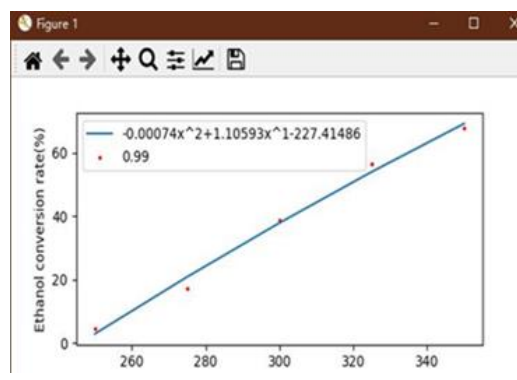 Figure 1
-0.00074x^2+1.10593x^1-227.41486
0.99
Ethanol conversion rate(%)
60
40
20
0
260 280 300 320 340